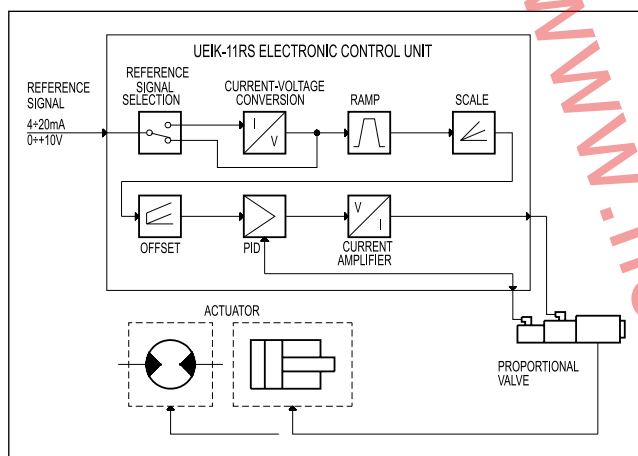 UEIK-11RS ELECTRONIC CONTROL UNIT
REFERENCE
SIGNAL
4÷20mA
0÷+10V
REFERENCE
SIGNAL
SELECTION
CURRENT-VOLTAGE
CONVERSION
RAMP
SCALE
I
V
OFFSET
PID
V
I
CURRENT
AMPLIFIER
ACTUATOR
PROPORTIONAL
VALVE
www.